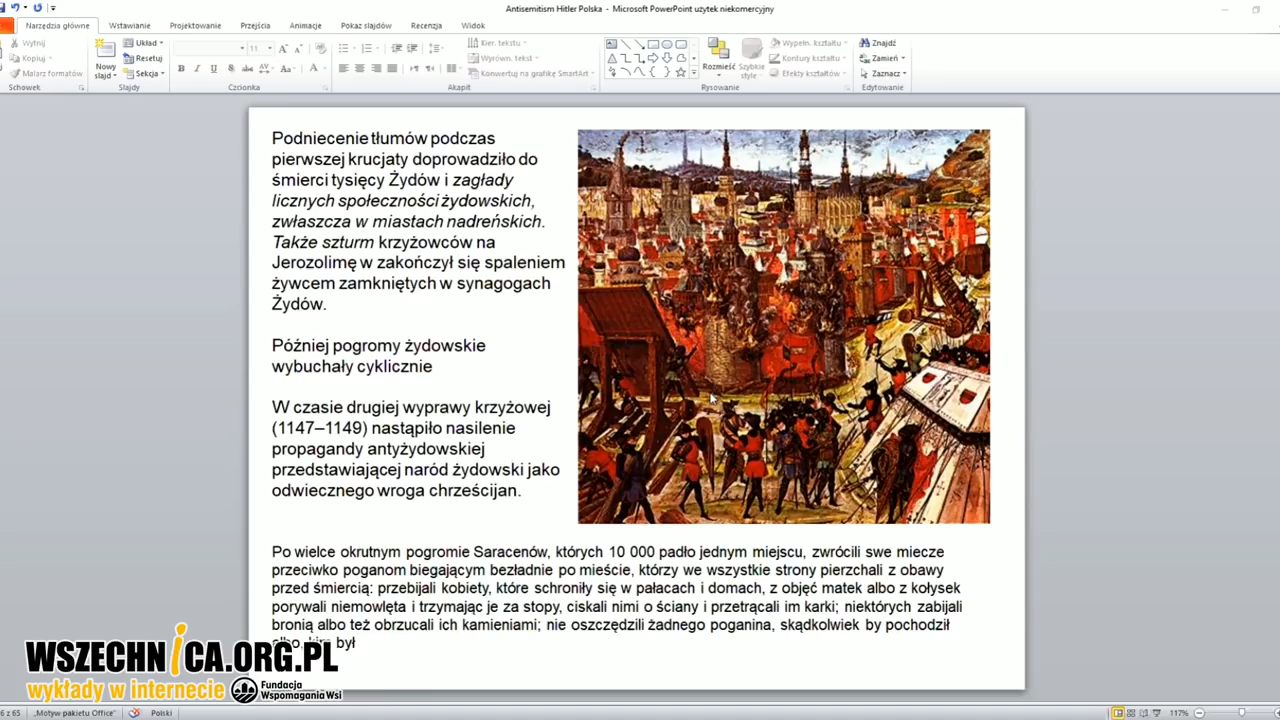 Antisemitism Hitler Polska - Microsoft PowerPoint użytek niekomercyjny
Narzędzia główne Wstawianie Projektowanie Przejścia Animacje Pokaz slajdów Recenzja Widok
Wytnij
Kopiuj
Malarz formatów
Schowek
Nowy slajd
Układ
Resetuj
Sekcja
Slajdy
11
Czcionka
Kier. tekstu
Wyrówn. tekst
Konwertuj na grafikę SmartArt
Akapit
Rozmieść
Szybkie style
Wypełn. kształtu
Kontury kształtu
Efekty kształtów
Rysowanie
Znajdź
Zamień
Zaznacz
Edytowanie
Podniecenie tłumów podczas
pierwszej krucjaty doprowadziło do
śmierci tysięcy Żydów i zagłady
licznych społeczności żydowskich,
zwłaszcza w miastach nadreńskich.
Także szturm krzyżowców na
Jerozolimę w zakończył się spaleniem
żywcem zamkniętych w synagogach
Żydów.
Później pogromy żydowskie
wybuchały cyklicznie
W czasie drugiej wyprawy krzyżowej
(1147–1149) nastąpiło nasilenie
propagandy antyżydowskiej
przedstawiającej naród żydowski jako
odwiecznego wroga chrześcijan.
Po wielce okrutnym pogromie Saracenów, których 10 000 padło jednym miejscu, zwrócili swe miecze
przeciwko poganom biegającym bezładnie po mieście, którzy we wszystkie strony pierzchali z obawy
przed śmiercią: przebijali kobiety, które schroniły się w pałacach i domach, z objęć matek albo z kołysek
porywali niemowlęta i trzymając je za stopy, ciskali nimi o ściany i przetrącali im karki; niektórych zabijali
bronią albo też obrzucali ich kamieniami; nie oszczędzili żadnego poganina, skądkolwiek by pochodził
był
WSZECHNICA.ORG.PL
wykłady w internecie
Fundacja
Wspomagania Wsi
6 z 65 „Motyw pakietu Office” Polski 117%